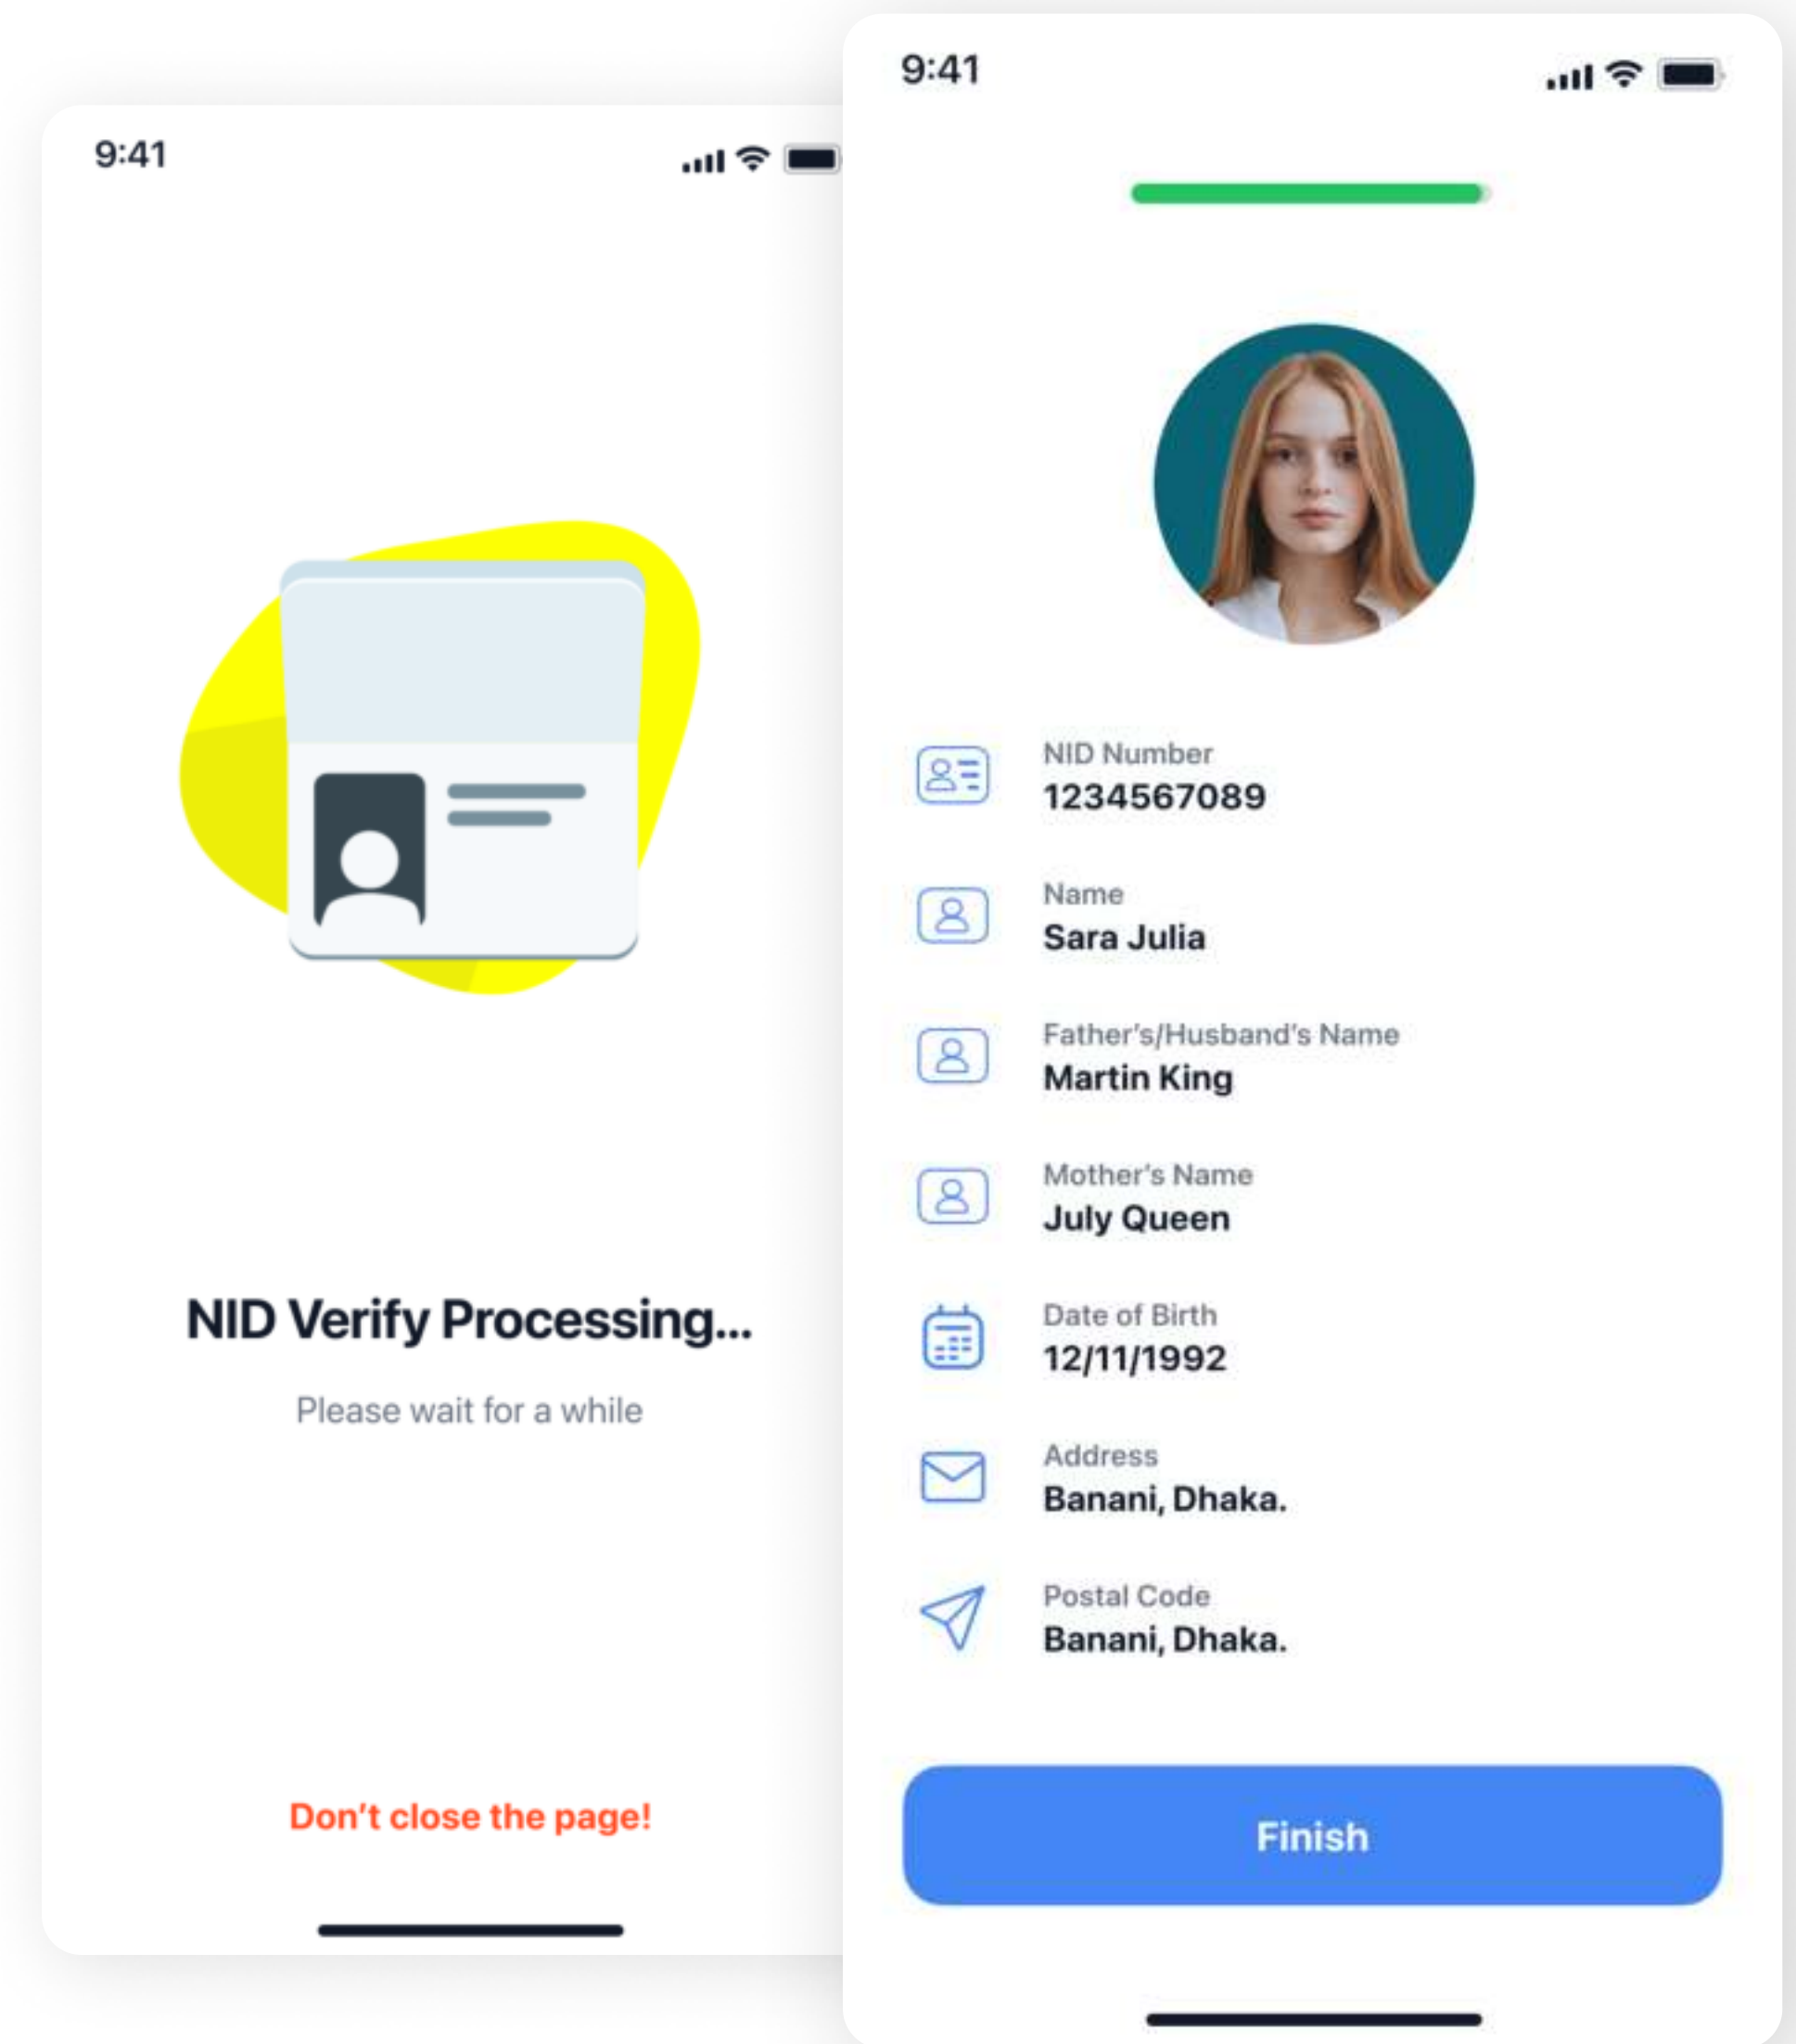 9:41
NID Verify Processing...
Please wait for a while
Don't close the page!
9:41
NID Number
1234567089
Name
Sara Julia
Father's/Husband's Name
Martin King
Mother's Name
July Queen
Date of Birth
12/11/1992
Address
Banani, Dhaka.
Postal Code
Banani, Dhaka.
Finish